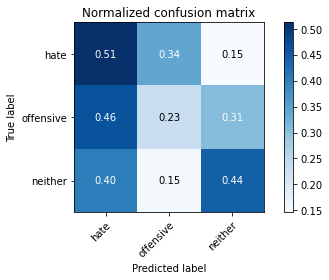 Normalized confusion matrix
hate 0.51 0.34 0.15
offensive 0.46 0.23 0.31
neither 0.40 0.15 0.44
hate offensive neither
True label
Predicted label
0.50
0.45
0.40
0.35
0.30
0.25
0.20
0.15